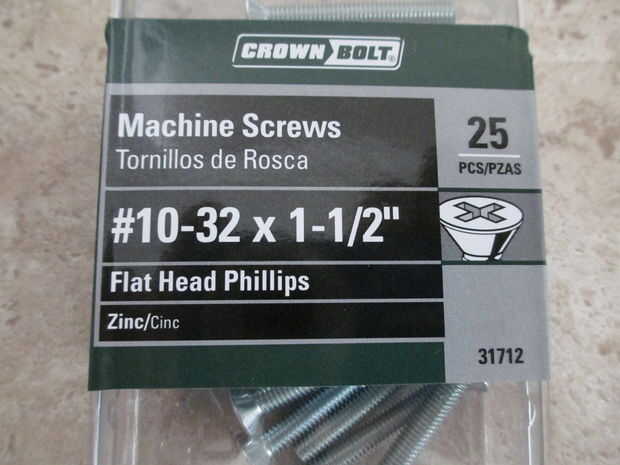 CROWN BOLT®
Machine Screws
Tornillos de Rosca
25
PCS/PZAS
#10-32 x 1-1/2"
Flat Head Phillips
Zinc/Cinc
31712